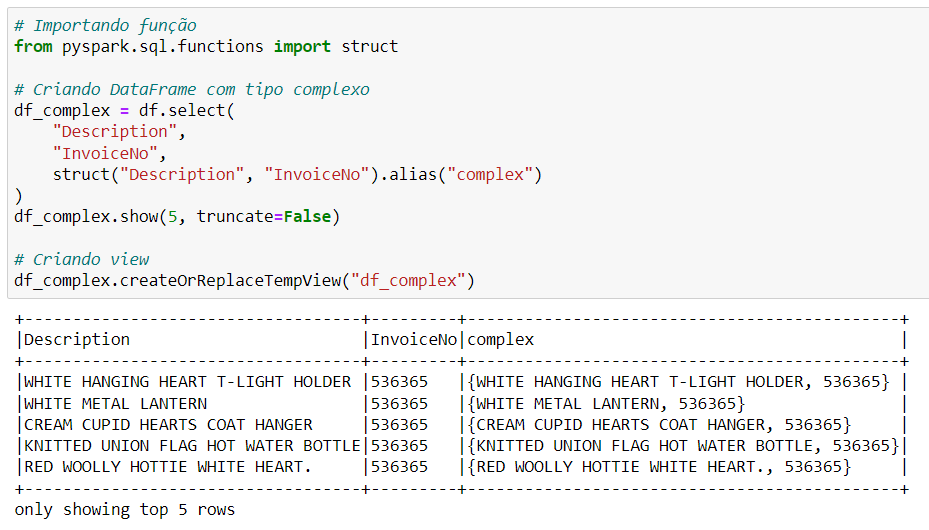 # Importando função
from pyspark.sql.functions import struct
# Criando DataFrame com tipo complexo
df_complex = df.select(
    "Description",
    "InvoiceNo",
    struct("Description", "InvoiceNo").alias("complex")
)
df_complex.show(5, truncate=False)
# Criando view
df_complex.createOrReplaceTempView("df_complex")
+-----------------------------------+---------+---------------------------------------------+
|Description                        |InvoiceNo|complex                                      |
+-----------------------------------+---------+---------------------------------------------+
|WHITE HANGING HEART T-LIGHT HOLDER |536365   |{WHITE HANGING HEART T-LIGHT HOLDER, 536365} |
|WHITE METAL LANTERN                |536365   |{WHITE METAL LANTERN, 536365}                |
|CREAM CUPID HEARTS COAT HANGER     |536365   |{CREAM CUPID HEARTS COAT HANGER, 536365}     |
|KNITTED UNION FLAG HOT WATER BOTTLE|536365   |{KNITTED UNION FLAG HOT WATER BOTTLE, 536365}|
|RED WOOLLY HOTTIE WHITE HEART.     |536365   |{RED WOOLLY HOTTIE WHITE HEART., 536365}     |
+-----------------------------------+---------+---------------------------------------------+
only showing top 5 rows